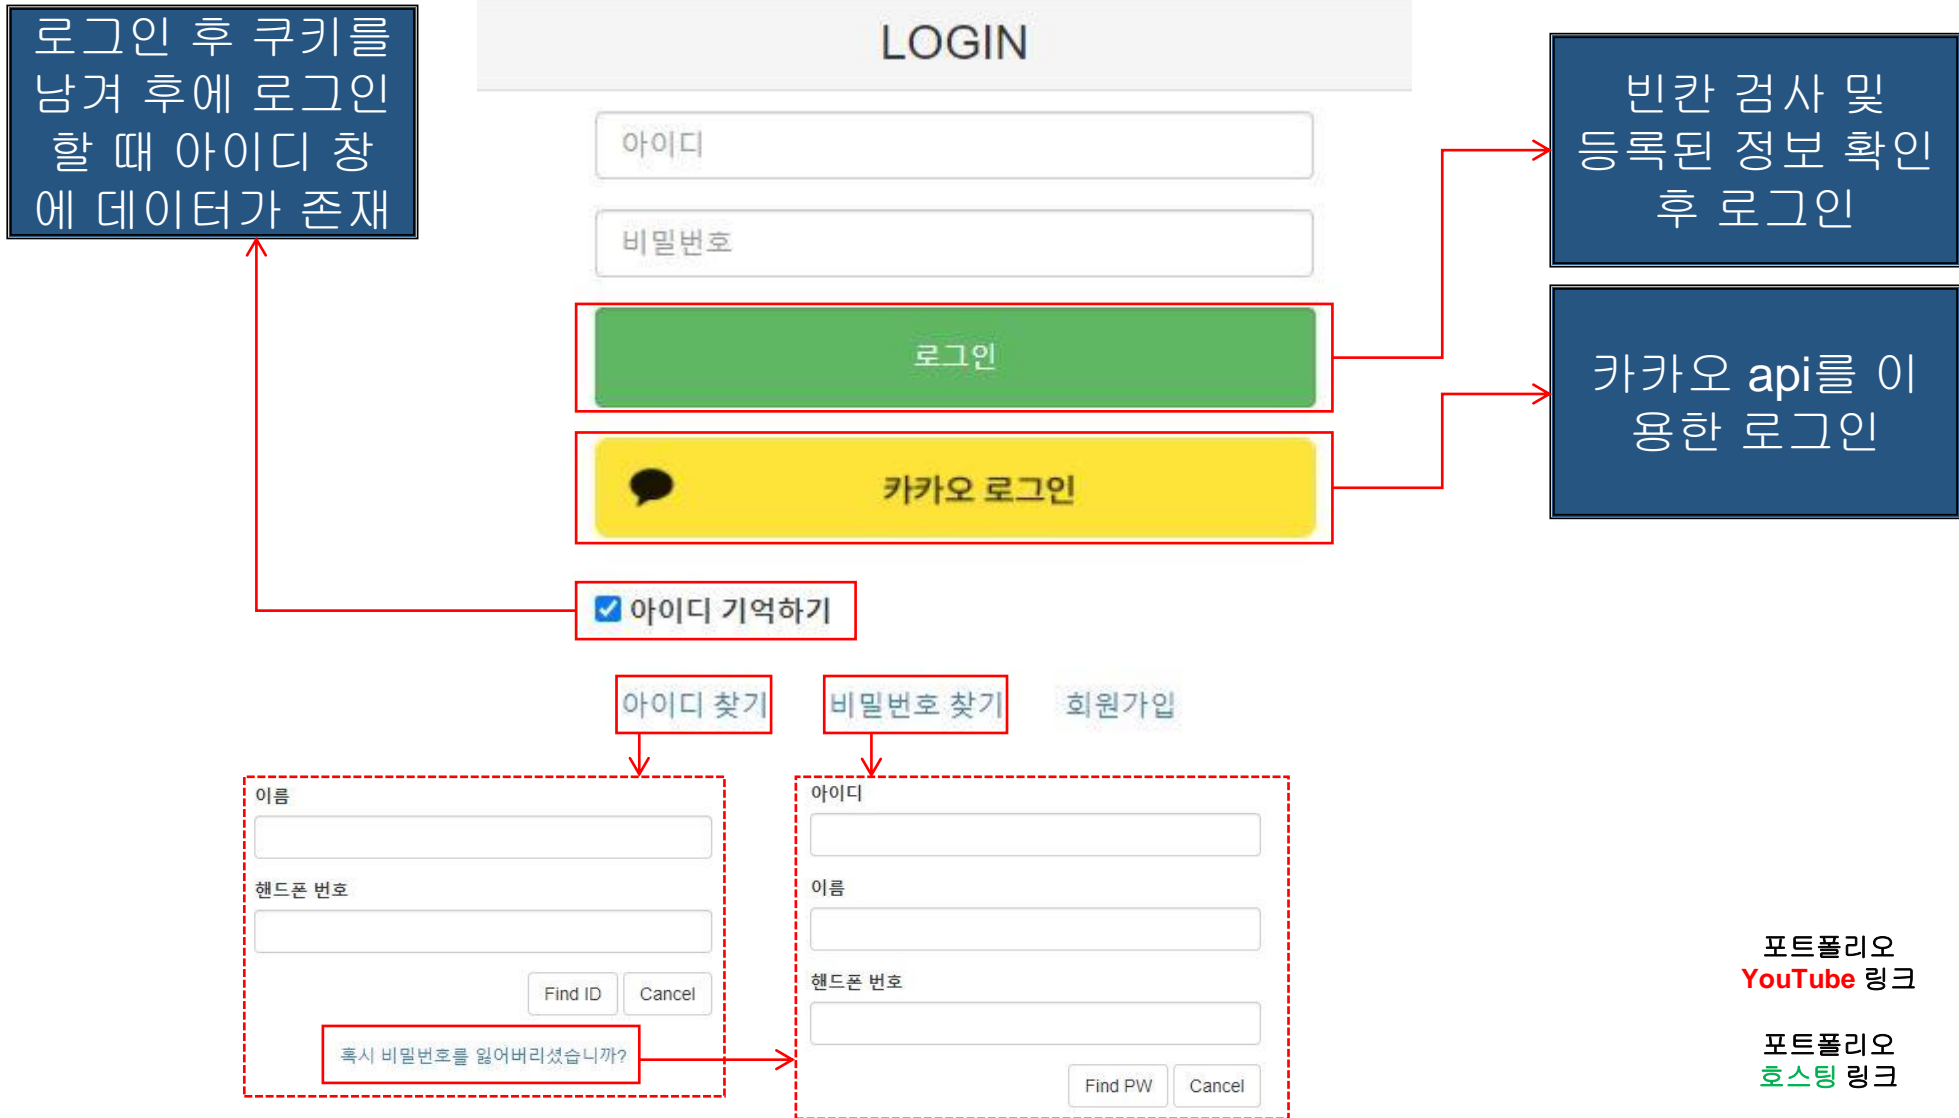 로그인 후 쿠키를
남겨 후에 로그인
할 때 아이디 창
에 데이터가 존재
LOGIN
아이디
비밀번호
로그인
카카오 로그인
아이디 기억하기
아이디 찾기
비밀번호 찾기
회원가입
빈칸 검사 및
등록된 정보 확인
후 로그인
카카오 api를 이
용한 로그인
이름
핸드폰 번호
Find ID
Cancel
혹시 비밀번호를 잃어버리셨습니까?
아이디
이름
핸드폰 번호
Find PW
Cancel
포트폴리오
YouTube 링크
포트폴리오
호스팅 링크